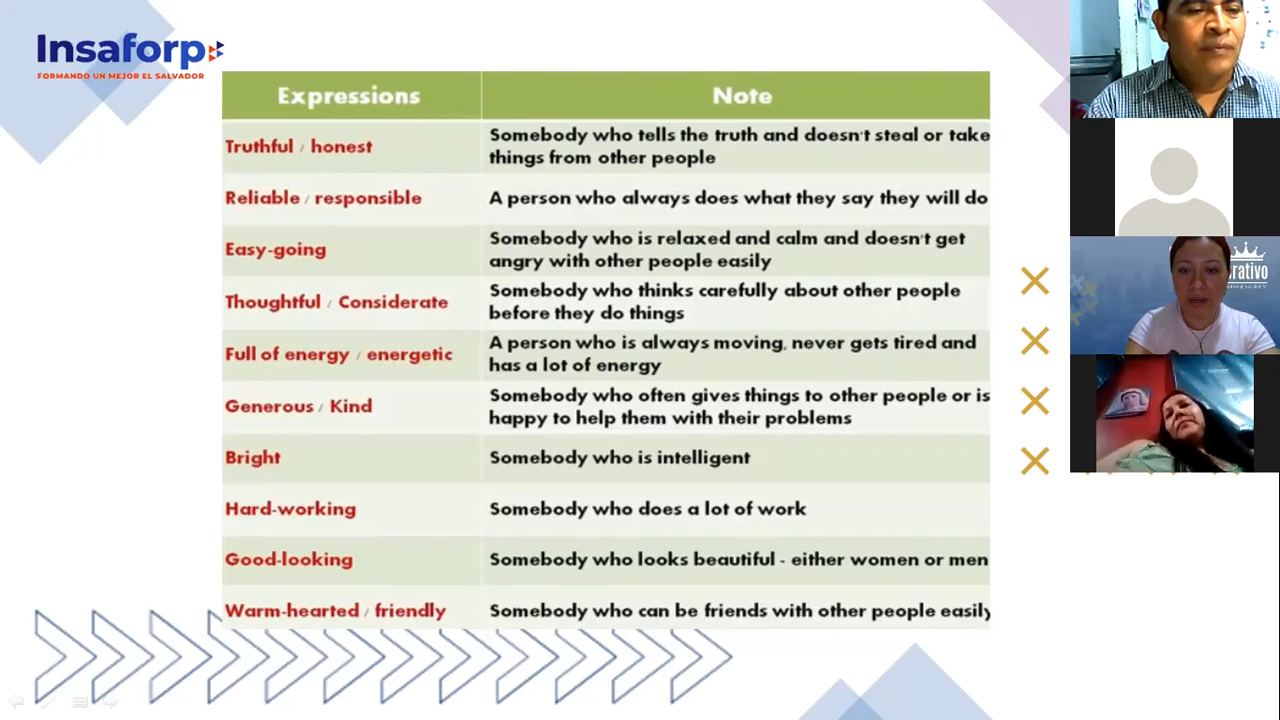 Insaforp
FORMANDO UN MEJOR EL SALVADOR
Expressions
Note
Truthful / honest
Somebody who tells the truth and doesn't steal or take
things from other people
Reliable / responsible
A person who always does what they say they will do
Easy-going
Somebody who is relaxed and calm and doesn't get
angry with other people easily
Thoughtful / Considerate
Somebody who thinks carefully about other people
before they do things
Full of energy / energetic
A person who is always moving, never gets tired and
has a lot of energy
Generous / Kind
Somebody who often gives things to other people or is
happy to help them with their problems
Bright
Somebody who is intelligent
Hard-working
Somebody who does a lot of work
Good-looking
Somebody who looks beautiful - either women or men
Warm-hearted / friendly
Somebody who can be friends with other people easily